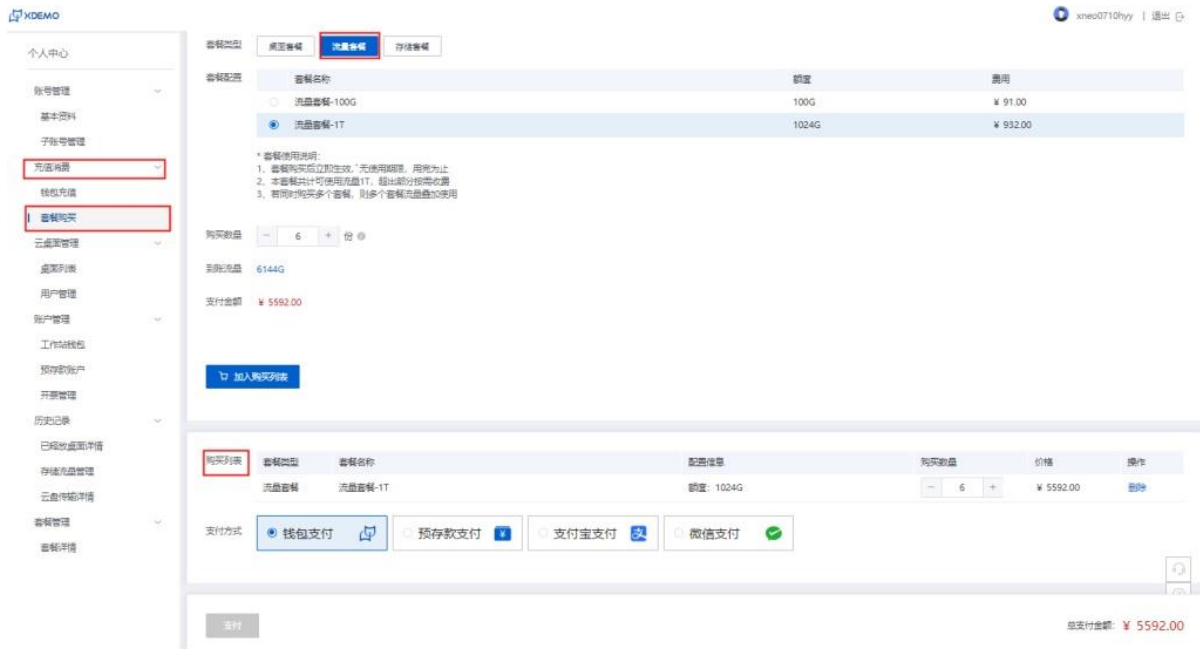 XDEMO
xneo0710hyy | 退出
个人中心
账号管理
基本资料
子账号管理
充值消费
钱包充值
套餐购买
云桌面管理
桌面列表
用户管理
账户管理
工作站钱包
预存款账户
开票管理
历史记录
已释放桌面详情
存储流量管理
云盘传输详情
套餐管理
套餐详情
套餐类型 桌面套餐 流量套餐 存储套餐
套餐配置 套餐名称 额度 费用
流量套餐-100G 100G ¥ 91.00
流量套餐-1T 1024G ¥ 932.00
* 套餐使用说明:
1、套餐购买后立即生效,无使用期限,用完为止
2、本套餐共计可使用流量1T,超出部分按需收费
3、若同时购买多个套餐,则多个套餐流量叠加使用
购买数量 - 6 + 份
到账流量 6144G
支付金额 ¥ 5592.00
加入购买列表
购买列表 套餐类型 套餐名称 配置信息 购买数量 价格 操作
流量套餐 流量套餐-1T 额度: 1024G - 6 + ¥ 5592.00 删除
支付方式 钱包支付 预存款支付 支付宝支付 微信支付
支付 总支付金额: ¥ 5592.00